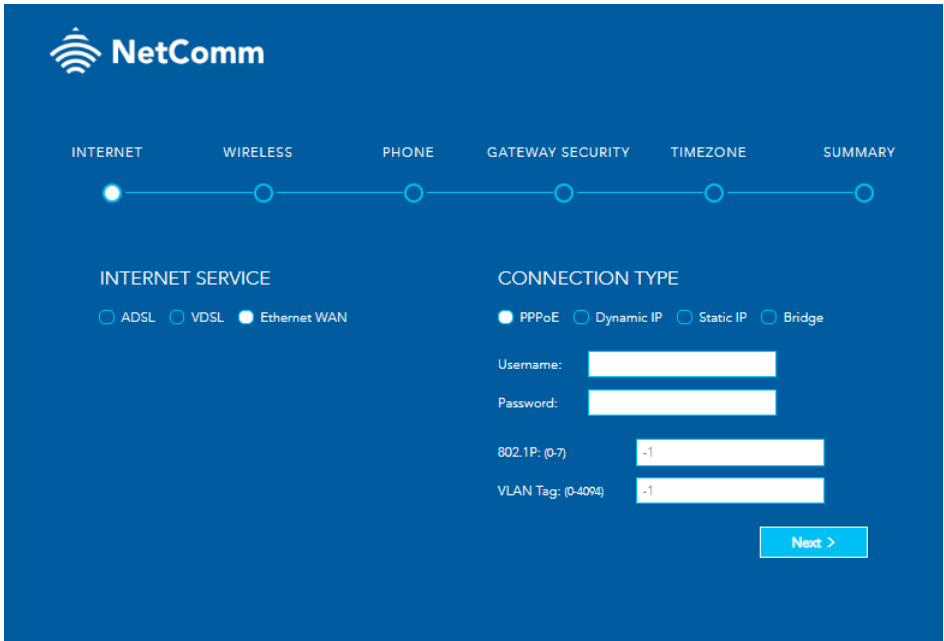 NetComm
INTERNET WIRELESS PHONE GATEWAY SECURITY TIMEZONE SUMMARY
INTERNET SERVICE
ADSL VDSL Ethernet WAN
CONNECTION TYPE
PPPoE Dynamic IP Static IP Bridge
Username:
Password:
802.1P: (0-7) -1
VLAN Tag: (0-4094) -1
Next >